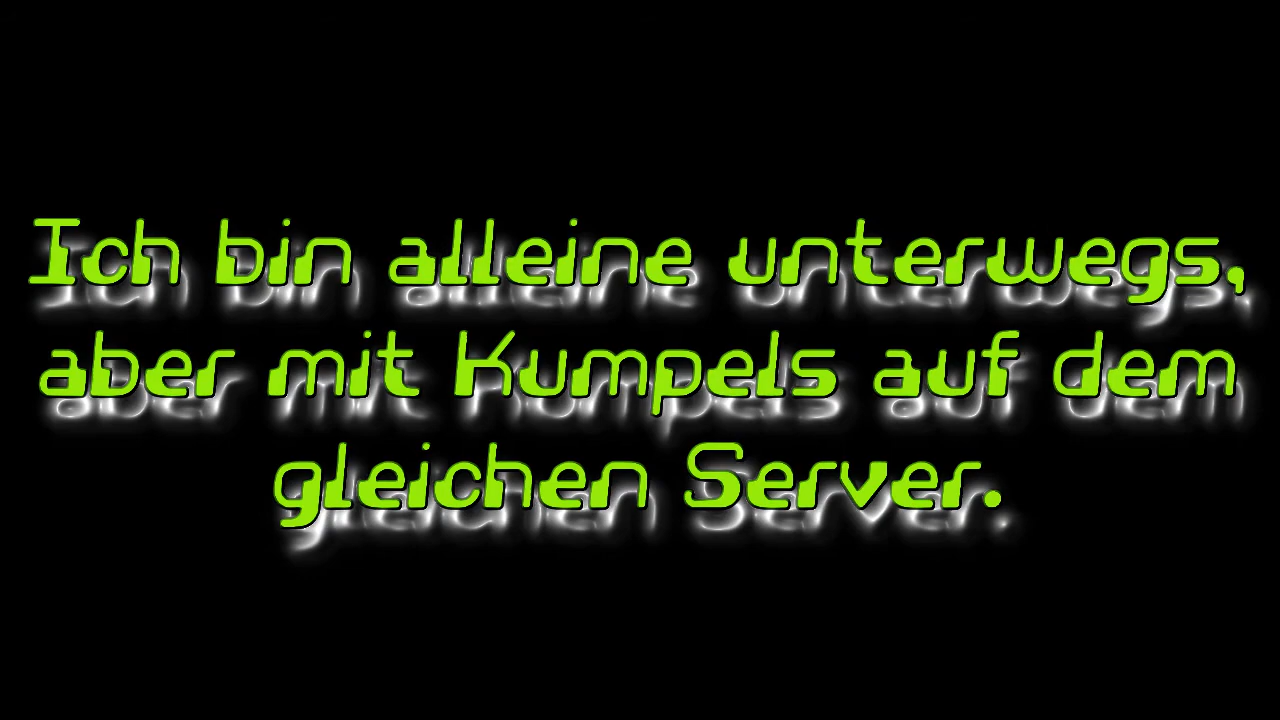 Ich bin alleine unterwegs,
aber mit Kumpels auf dem
gleichen Server.